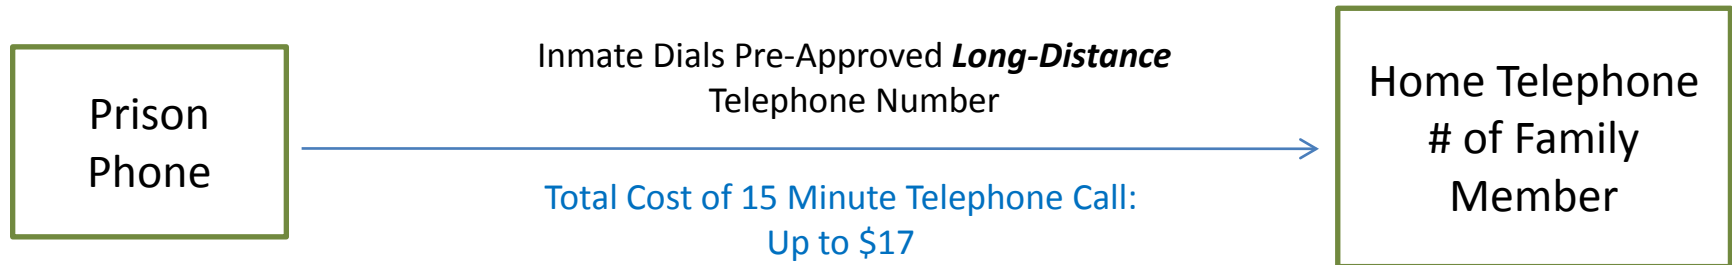 Prison
Phone
Inmate Dials Pre-Approved Long-Distance
Telephone Number
Total Cost of 15 Minute Telephone Call:
Up to $17
Home Telephone
# of Family
Member